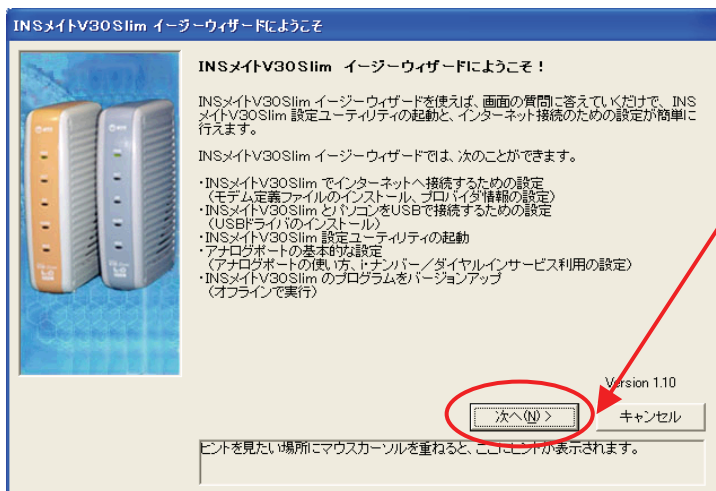 INSメイトV30Slim イージーウィザードにようこそ
INSメイトV30Slim イージーウィザードにようこそ！
INSメイトV30Slim イージーウィザードを使えば、画面の質問に答えていくだけで、INS
メイトV30Slim 設定ユーティリティの起動と、インターネット接続のための設定が簡単に
行えます。
INSメイトV30Slim イージーウィザードでは、次のことができます。
・INSメイトV30Slim でインターネットへ接続するための設定
（モデム定義ファイルのインストール、プロバイダ情報の設定）
・INSメイトV30Slim とパソコンをUSBで接続するための設定
（USBドライバのインストール）
・INSメイトV30Slim 設定ユーティリティの起動
・アナログポートの基本的な設定
（アナログポートの使い方、i・ナンバー／ダイヤルインサービス利用の設定）
・INSメイトV30Slim のプログラムをバージョンアップ
（オフラインで実行）
Version 1.10
次へ(N) >
キャンセル
ヒントを見たい場所にマウスカーソルを重ねると、ここにヒントが表示されます。